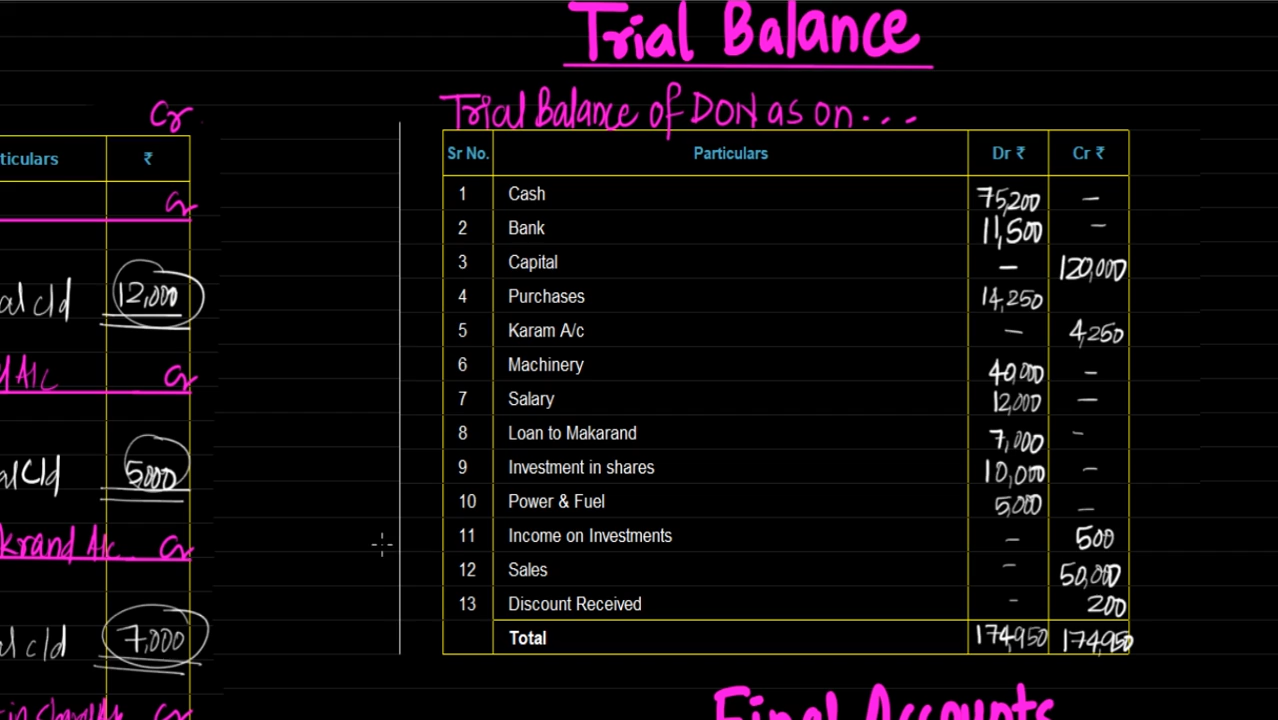 Trial Balance
Trial Balance of DON as on...
Cr
ticulars ₹
Cr
al c/d 12,000
A/c Cr
al C/d 5000
krand A/c Cr
al c/d 7,000
Cr
Sr No. Particulars Dr ₹ Cr ₹
1 Cash 75,200 –
2 Bank 11,500 –
3 Capital – 120,000
4 Purchases 14,250
5 Karam A/c – 4,250
6 Machinery 40,000 –
7 Salary 12,000 –
8 Loan to Makarand 7,000 –
9 Investment in shares 10,000 –
10 Power & Fuel 5,000 –
11 Income on Investments – 500
12 Sales – 50,000
13 Discount Received – 200
Total 174,950 174,950
Final Accounts